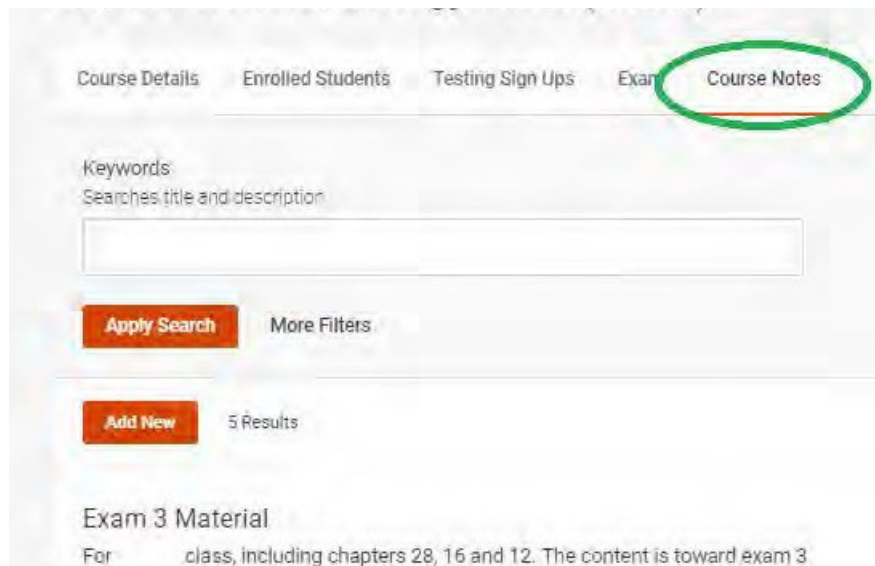 Course Details Enrolled Students Testing Sign Ups Exam Course Notes
Keywords
Searches title and description
Apply Search More Filters
Add New 5 Results
Exam 3 Material
For class, including chapters 28, 16 and 12. The content is toward exam 3